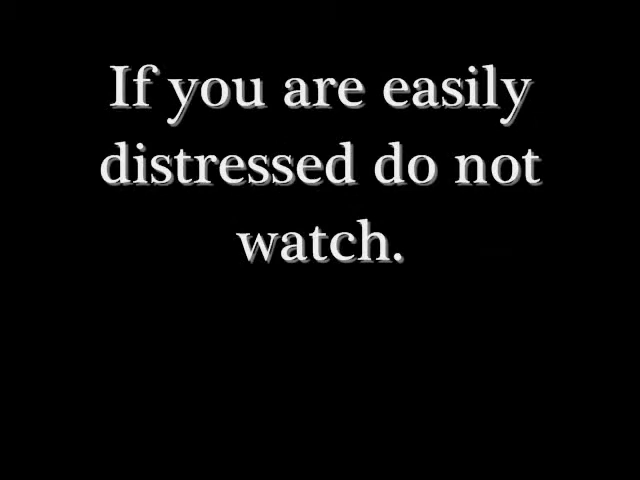 If you are easily
distressed do not
watch.